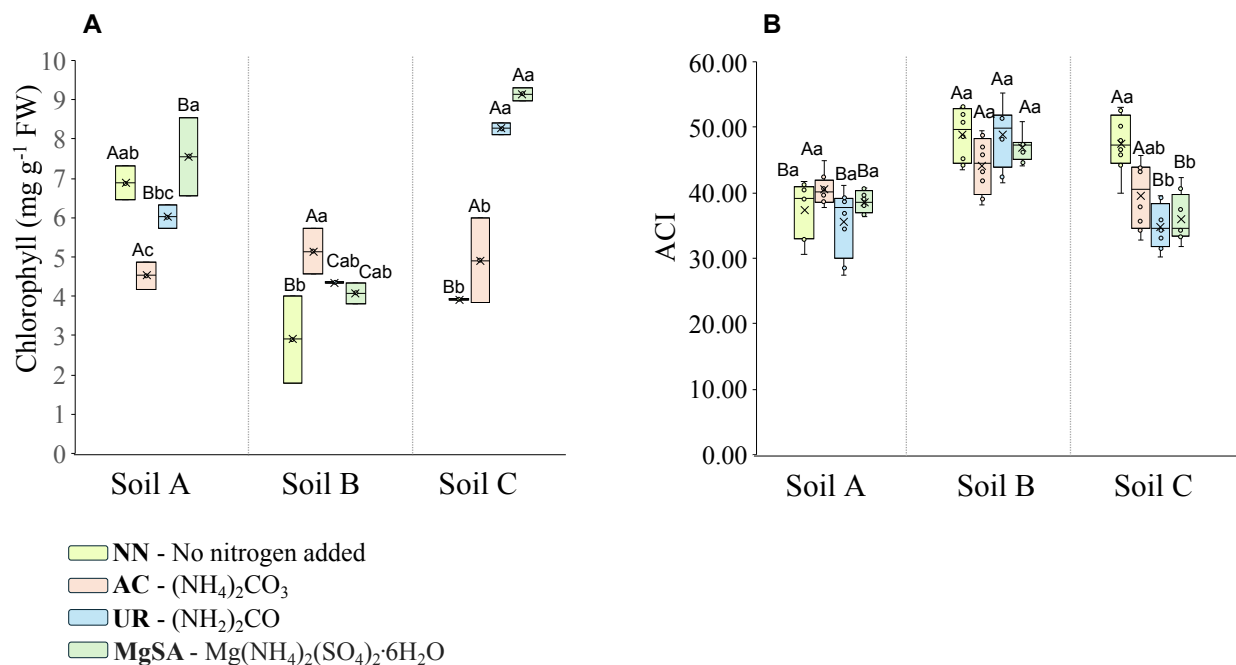 A
Chlorophyll (mg g⁻¹ FW)
10
9
8
7
6
5
4
3
2
1
0
Aab
Ac
Bbc
Ba
Bb
Aa
Cab
Cab
Bb
Ab
Aa
Aa
Soil A
Soil B
Soil C
B
ACI
60.00
50.00
40.00
30.00
20.00
10.00
0.00
Ba
Aa
Ba
Ba
Aa
Aa
Aa
Aa
Aa
Aab
Bb
Bb
Soil A
Soil B
Soil C
NN - No nitrogen added
AC - (NH₄)₂CO₃
UR - (NH₂)₂CO
MgSA - Mg(NH₄)₂(SO₄)₂·6H₂O